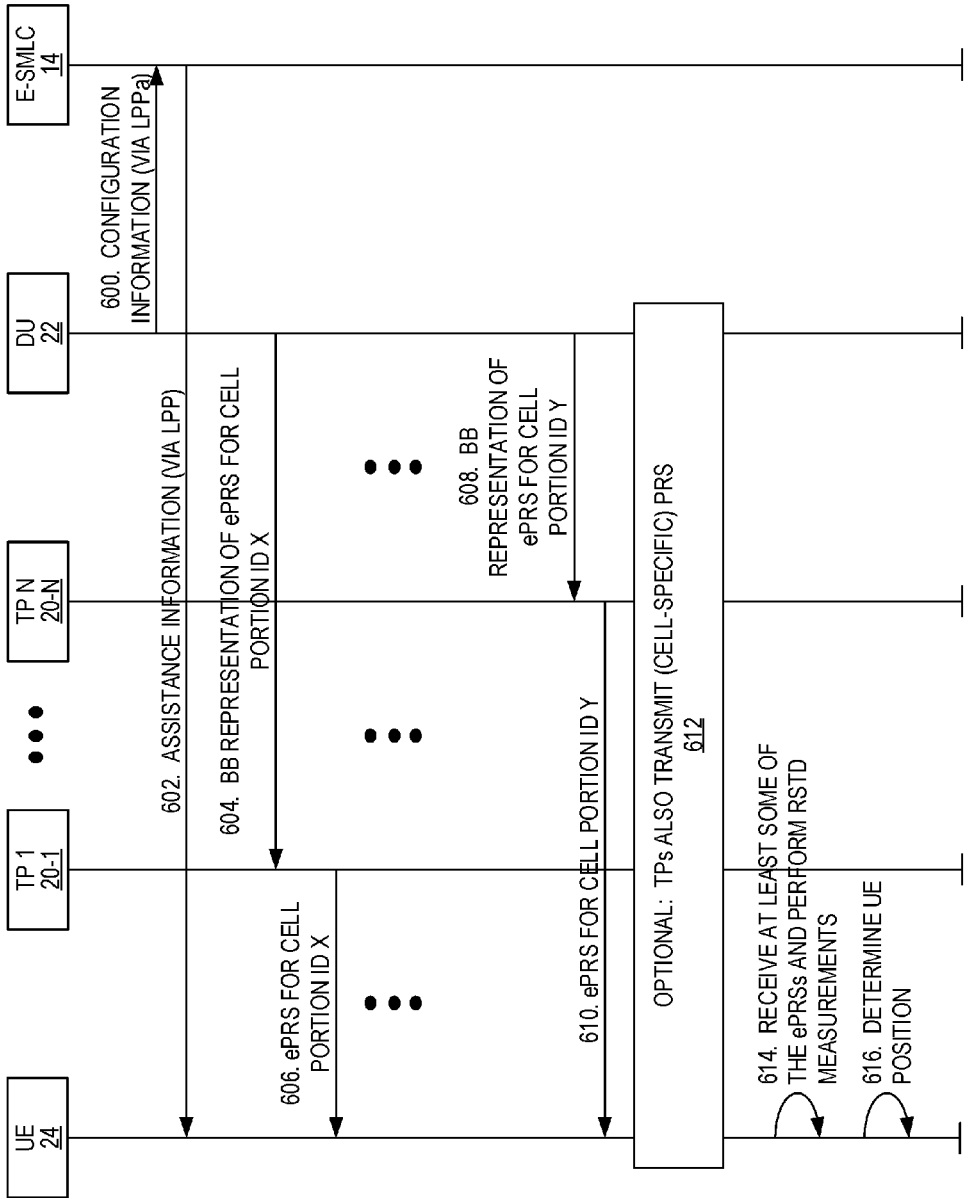 UE
24
TP 1
20-1
TP N
20-N
DU
22
E-SMLC
14
600. CONFIGURATION
INFORMATION (VIA LPPa)
602. ASSISTANCE INFORMATION (VIA LPP)
604. BB REPRESENTATION OF ePRS FOR CELL
PORTION ID X
606. ePRS FOR CELL
PORTION ID X
608. BB
REPRESENTATION OF
ePRS FOR CELL
PORTION ID Y
610. ePRS FOR CELL PORTION ID Y
OPTIONAL: TPs ALSO TRANSMIT (CELL-SPECIFIC) PRS
612
614. RECEIVE AT LEAST SOME OF
THE ePRSs AND PERFORM RSTD
MEASUREMENTS
616. DETERMINE UE
POSITION